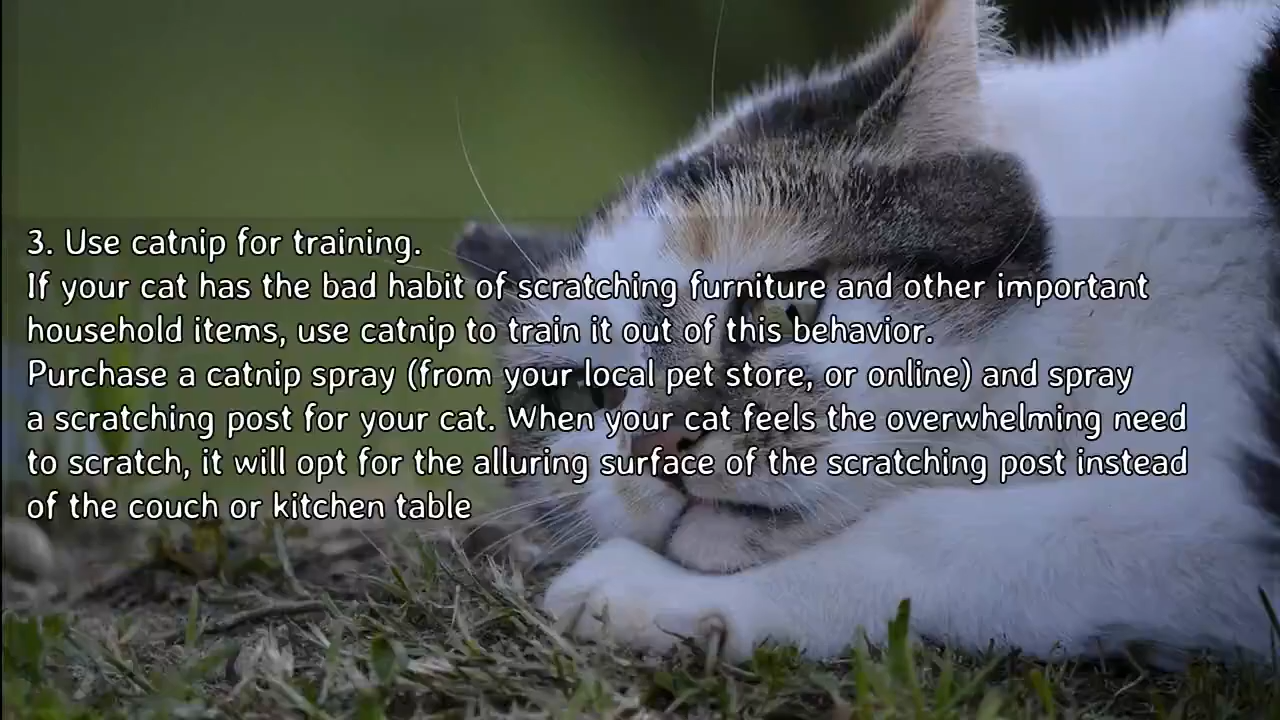 3. Use catnip for training.
If your cat has the bad habit of scratching furniture and other important
household items, use catnip to train it out of this behavior.
Purchase a catnip spray (from your local pet store, or online) and spray
a scratching post for your cat. When your cat feels the overwhelming need
to scratch, it will opt for the alluring surface of the scratching post instead
of the couch or kitchen table